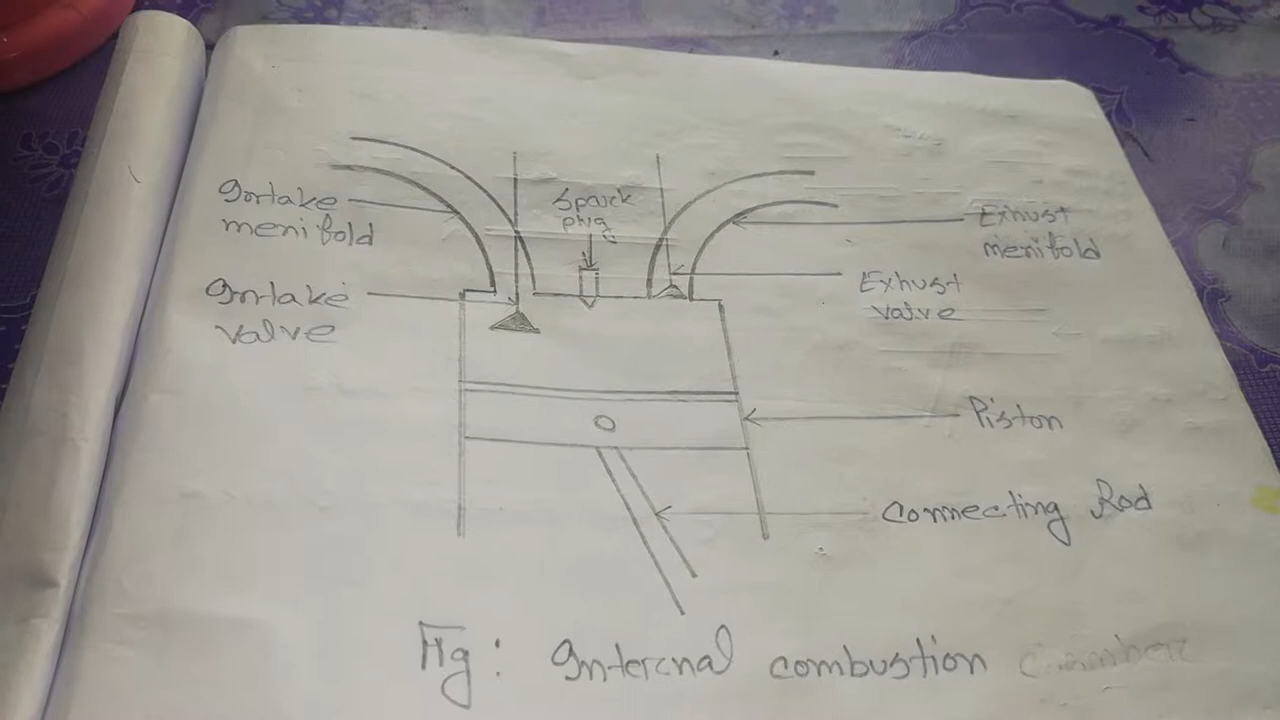 Intake
menifold
Spark
plug
Exhust
menifold
Intake
valve
Exhust
valve
Piston
Connecting Rod
Fig: Internal combustion